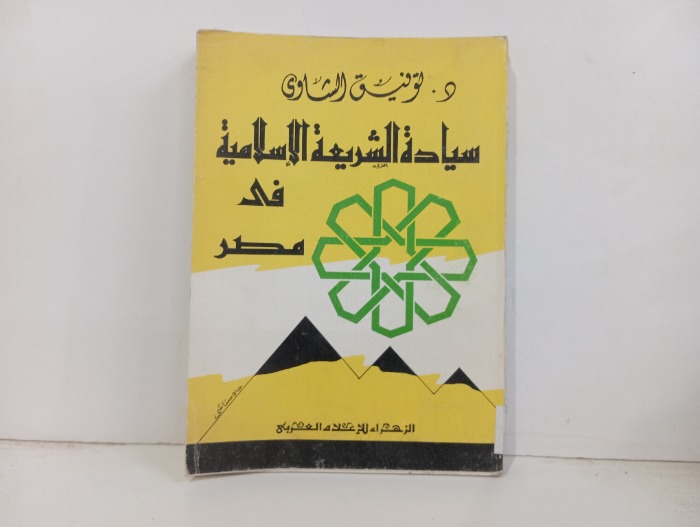 د. توفيق الشاوى
سيادة الشريعة الإسلامية
فى
مصر
الزهراء للإعلام العربى